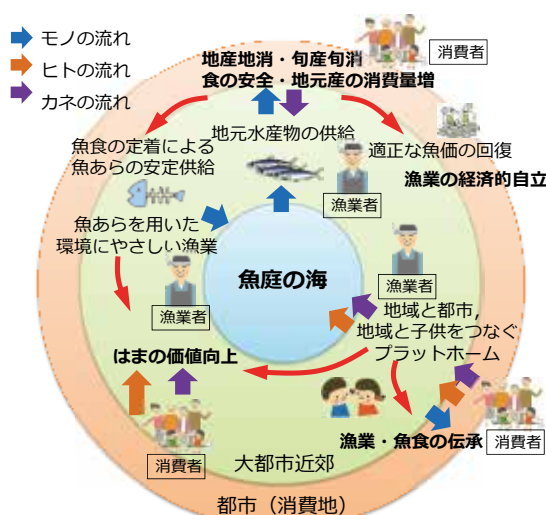 モノの流れ
ヒトの流れ
カネの流れ
消費者
地産地消・旬産旬消
食の安全・地元産の消費量増
地元水産物の供給
魚食の定着による
魚あらの安定供給
適正な魚価の回復
漁業の経済的自立
漁業者
魚あらを用いた
環境にやさしい漁業
漁業者
漁業者
魚庭の海
地域と都市,
地域と子供をつなぐ
プラットホーム
はまの価値向上
消費者
漁業・魚食の伝承
消費者
大都市近郊
都市（消費地）